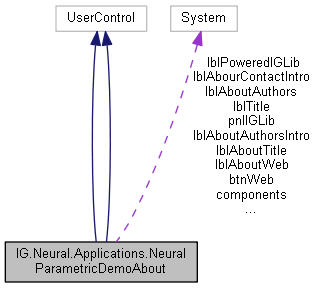 UserControl
System
lblPoweredIGLib
lblAbourContactIntro
lblAboutAuthors
lblTitle
pnlIGLib
lblAboutAuthorsIntro
lblAboutTitle
lblAboutWeb
btnWeb
components
...
IG.Neural.Applications.Neural
ParametricDemoAbout